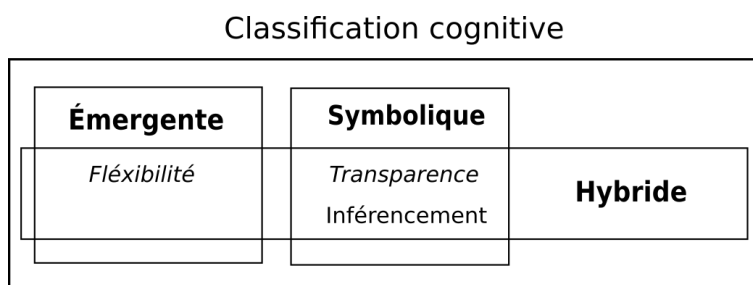 Classification cognitive
Émergente
Symbolique
Fléxibilité
Transparence
Inférencement
Hybride